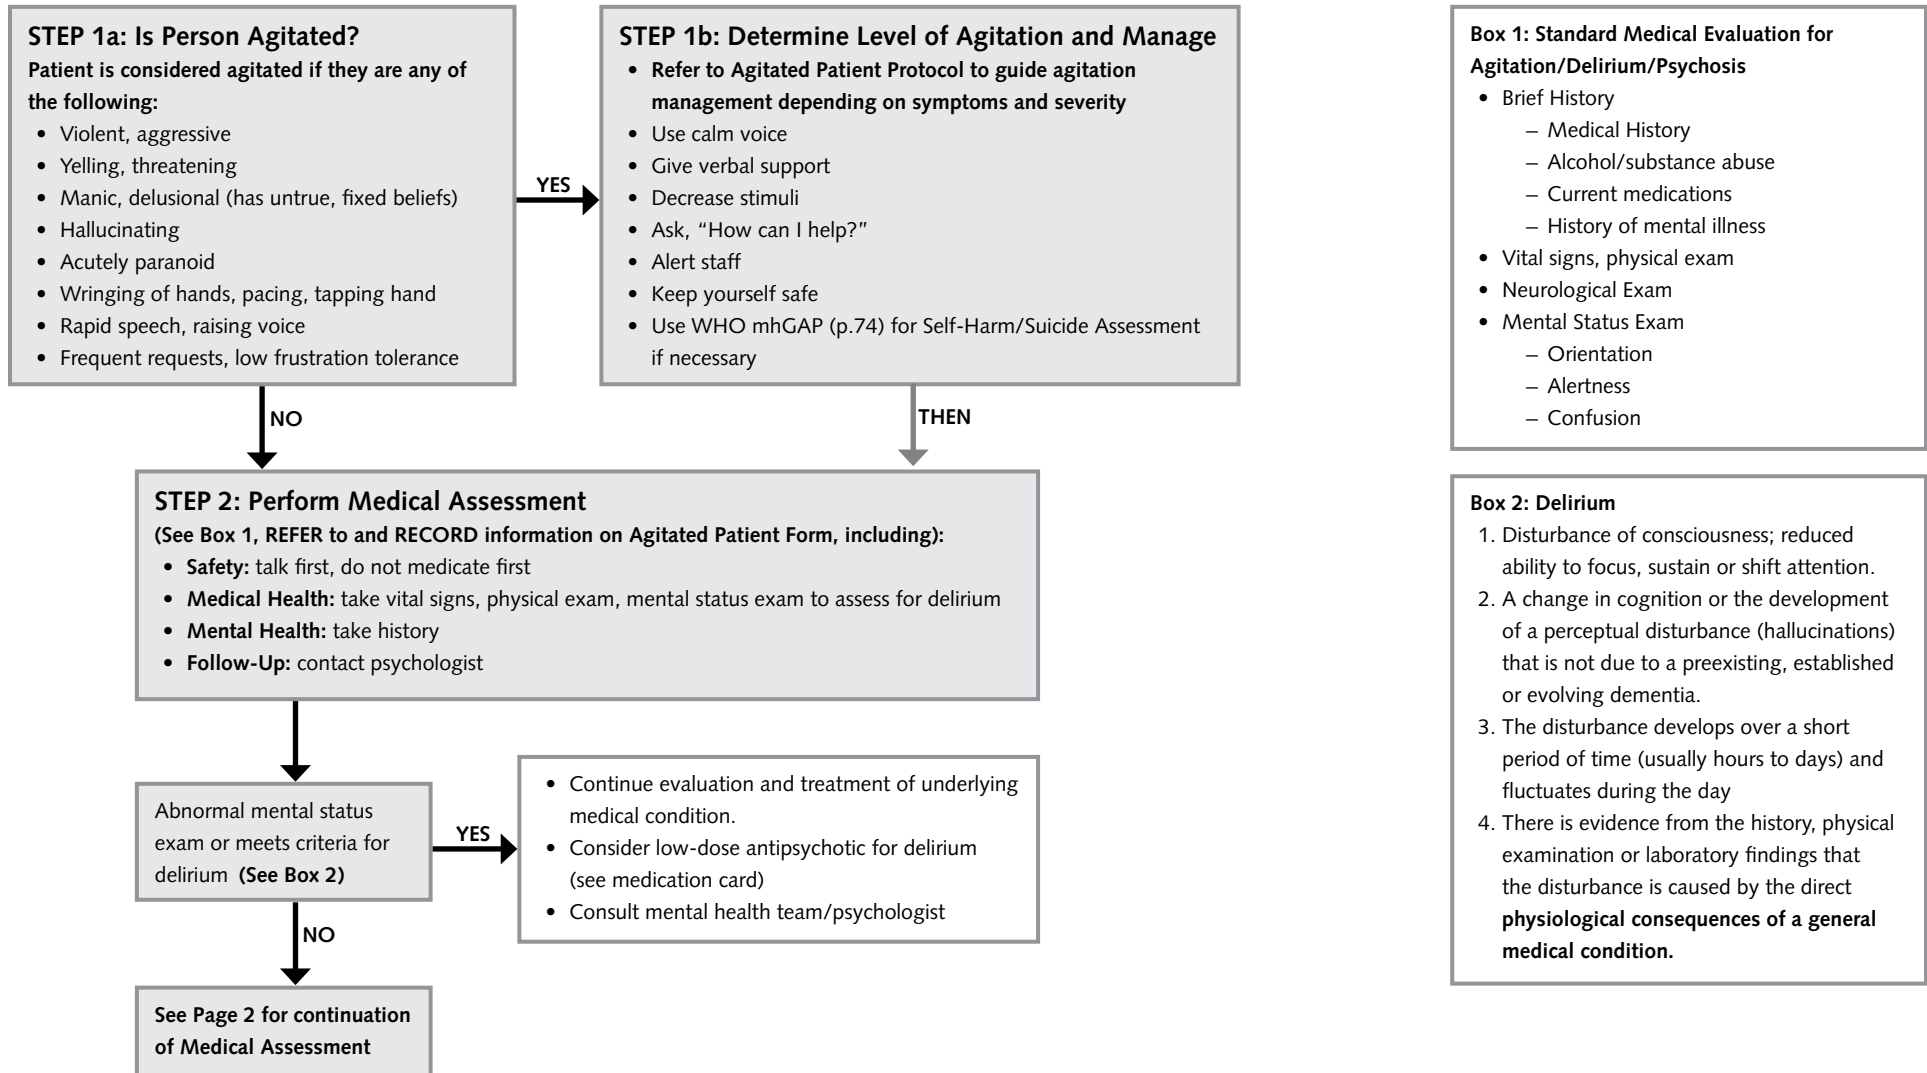 STEP 1a: Is Person Agitated?
Patient is considered agitated if they are any of
the following:
• Violent, aggressive
• Yelling, threatening
• Manic, delusional (has untrue, fixed beliefs)
• Hallucinating
• Acutely paranoid
• Wringing of hands, pacing, tapping hand
• Rapid speech, raising voice
• Frequent requests, low frustration tolerance
YES
STEP 1b: Determine Level of Agitation and Manage
• Refer to Agitated Patient Protocol to guide agitation
management depending on symptoms and severity
• Use calm voice
• Give verbal support
• Decrease stimuli
• Ask, “How can I help?”
• Alert staff
• Keep yourself safe
• Use WHO mhGAP (p.74) for Self-Harm/Suicide Assessment
if necessary
NO
THEN
STEP 2: Perform Medical Assessment
(See Box 1, REFER to and RECORD information on Agitated Patient Form, including):
• Safety: talk first, do not medicate first
• Medical Health: take vital signs, physical exam, mental status exam to assess for delirium
• Mental Health: take history
• Follow-Up: contact psychologist
Abnormal mental status
exam or meets criteria for
delirium (See Box 2)
YES
• Continue evaluation and treatment of underlying
medical condition.
• Consider low-dose antipsychotic for delirium
(see medication card)
• Consult mental health team/psychologist
NO
See Page 2 for continuation
of Medical Assessment
Box 1: Standard Medical Evaluation for
Agitation/Delirium/Psychosis
• Brief History
– Medical History
– Alcohol/substance abuse
– Current medications
– History of mental illness
• Vital signs, physical exam
• Neurological Exam
• Mental Status Exam
– Orientation
– Alertness
– Confusion
Box 2: Delirium
1. Disturbance of consciousness; reduced
ability to focus, sustain or shift attention.
2. A change in cognition or the development
of a perceptual disturbance (hallucinations)
that is not due to a preexisting, established
or evolving dementia.
3. The disturbance develops over a short
period of time (usually hours to days) and
fluctuates during the day
4. There is evidence from the history, physical
examination or laboratory findings that
the disturbance is caused by the direct
physiological consequences of a general
medical condition.